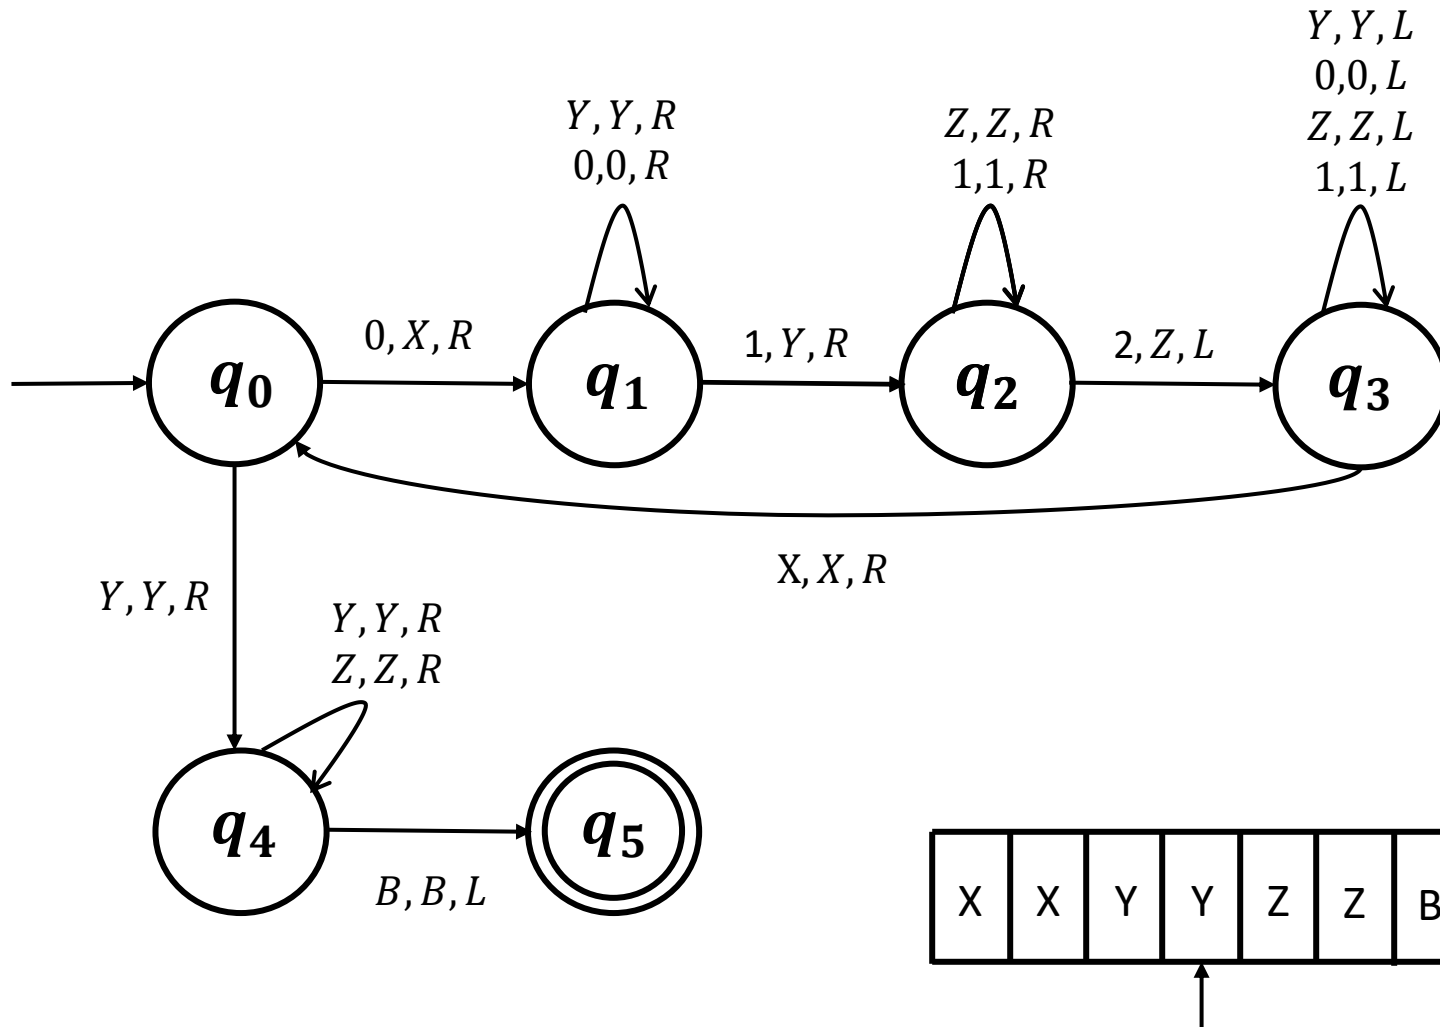 Y, Y, L
0,0, L
Z, Z, L
1,1, L
Y, Y, R
0,0, R
Z, Z, R
1,1, R
0, X, R
1, Y, R
2, Z, L
q0
q1
q2
q3
X, X, R
Y, Y, R
Y, Y, R
Z, Z, R
q4
q5
B, B, L
X X Y Y Z Z B